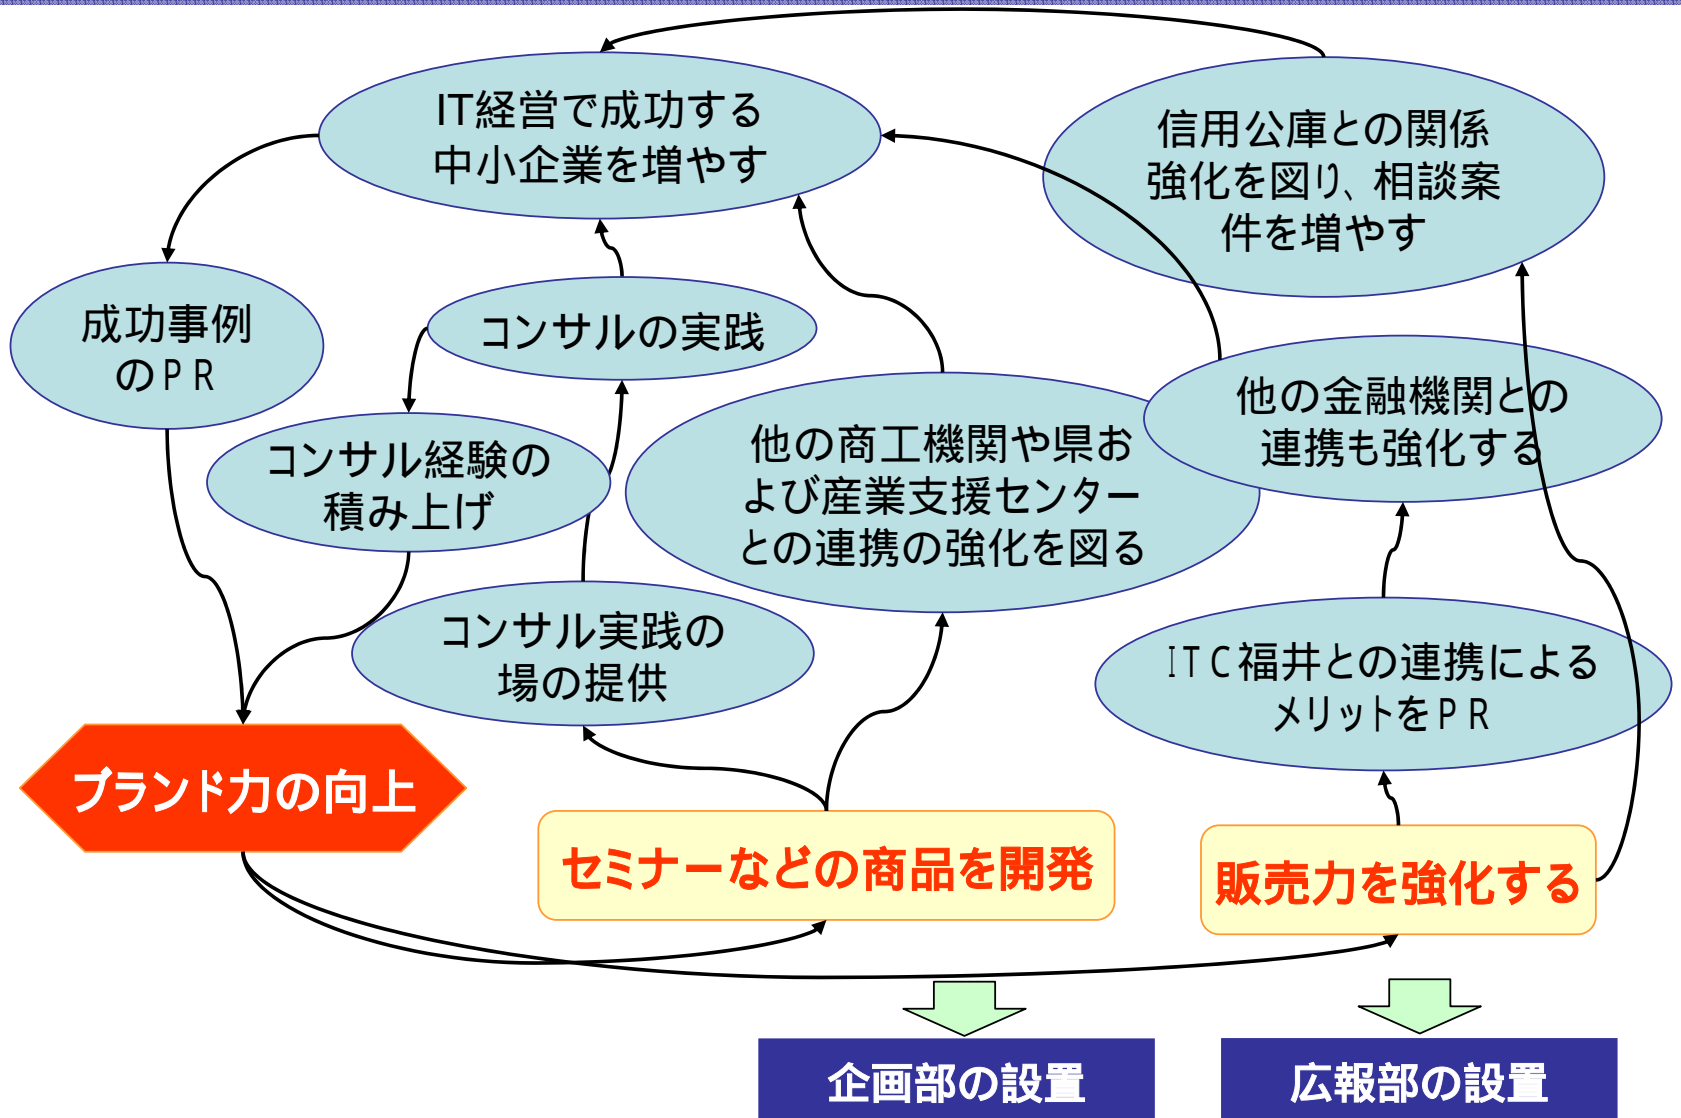 IT経営で成功する
中小企業を増やす
信用公庫との関係
強化を図り、相談案
件を増やす
成功事例
のPR
コンサルの実践
他の金融機関との
連携も強化する
コンサル経験の
積み上げ
他の商工機関や県お
よび産業支援センター
との連携の強化を図る
コンサル実践の
場の提供
ITC福井との連携による
メリットをPR
ブランド力の向上
セミナーなどの商品を開発
販売力を強化する
企画部の設置
広報部の設置